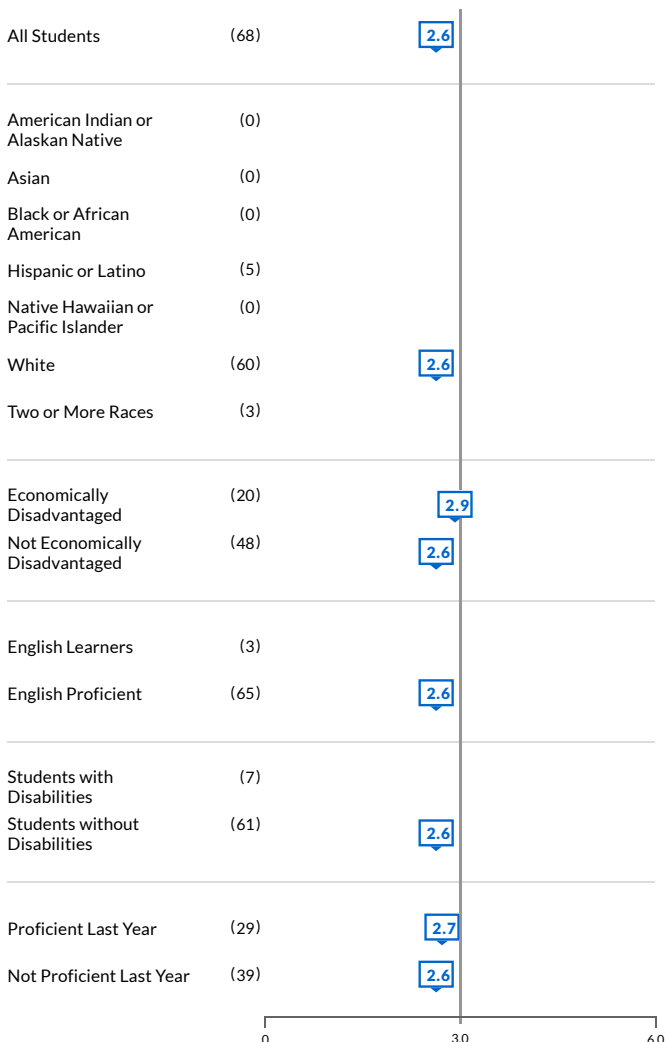 All Students (68) 2.6
American Indian or
Alaskan Native (0)
Asian (0)
Black or African
American (0)
Hispanic or Latino (5)
Native Hawaiian or
Pacific Islander (0)
White (60) 2.6
Two or More Races (3)
Economically
Disadvantaged (20) 2.9
Not Economically
Disadvantaged (48) 2.6
English Learners (3)
English Proficient (65) 2.6
Students with
Disabilities (7)
Students without
Disabilities (61) 2.6
Proficient Last Year (29) 2.7
Not Proficient Last Year (39) 2.6
0 3.0 6.0